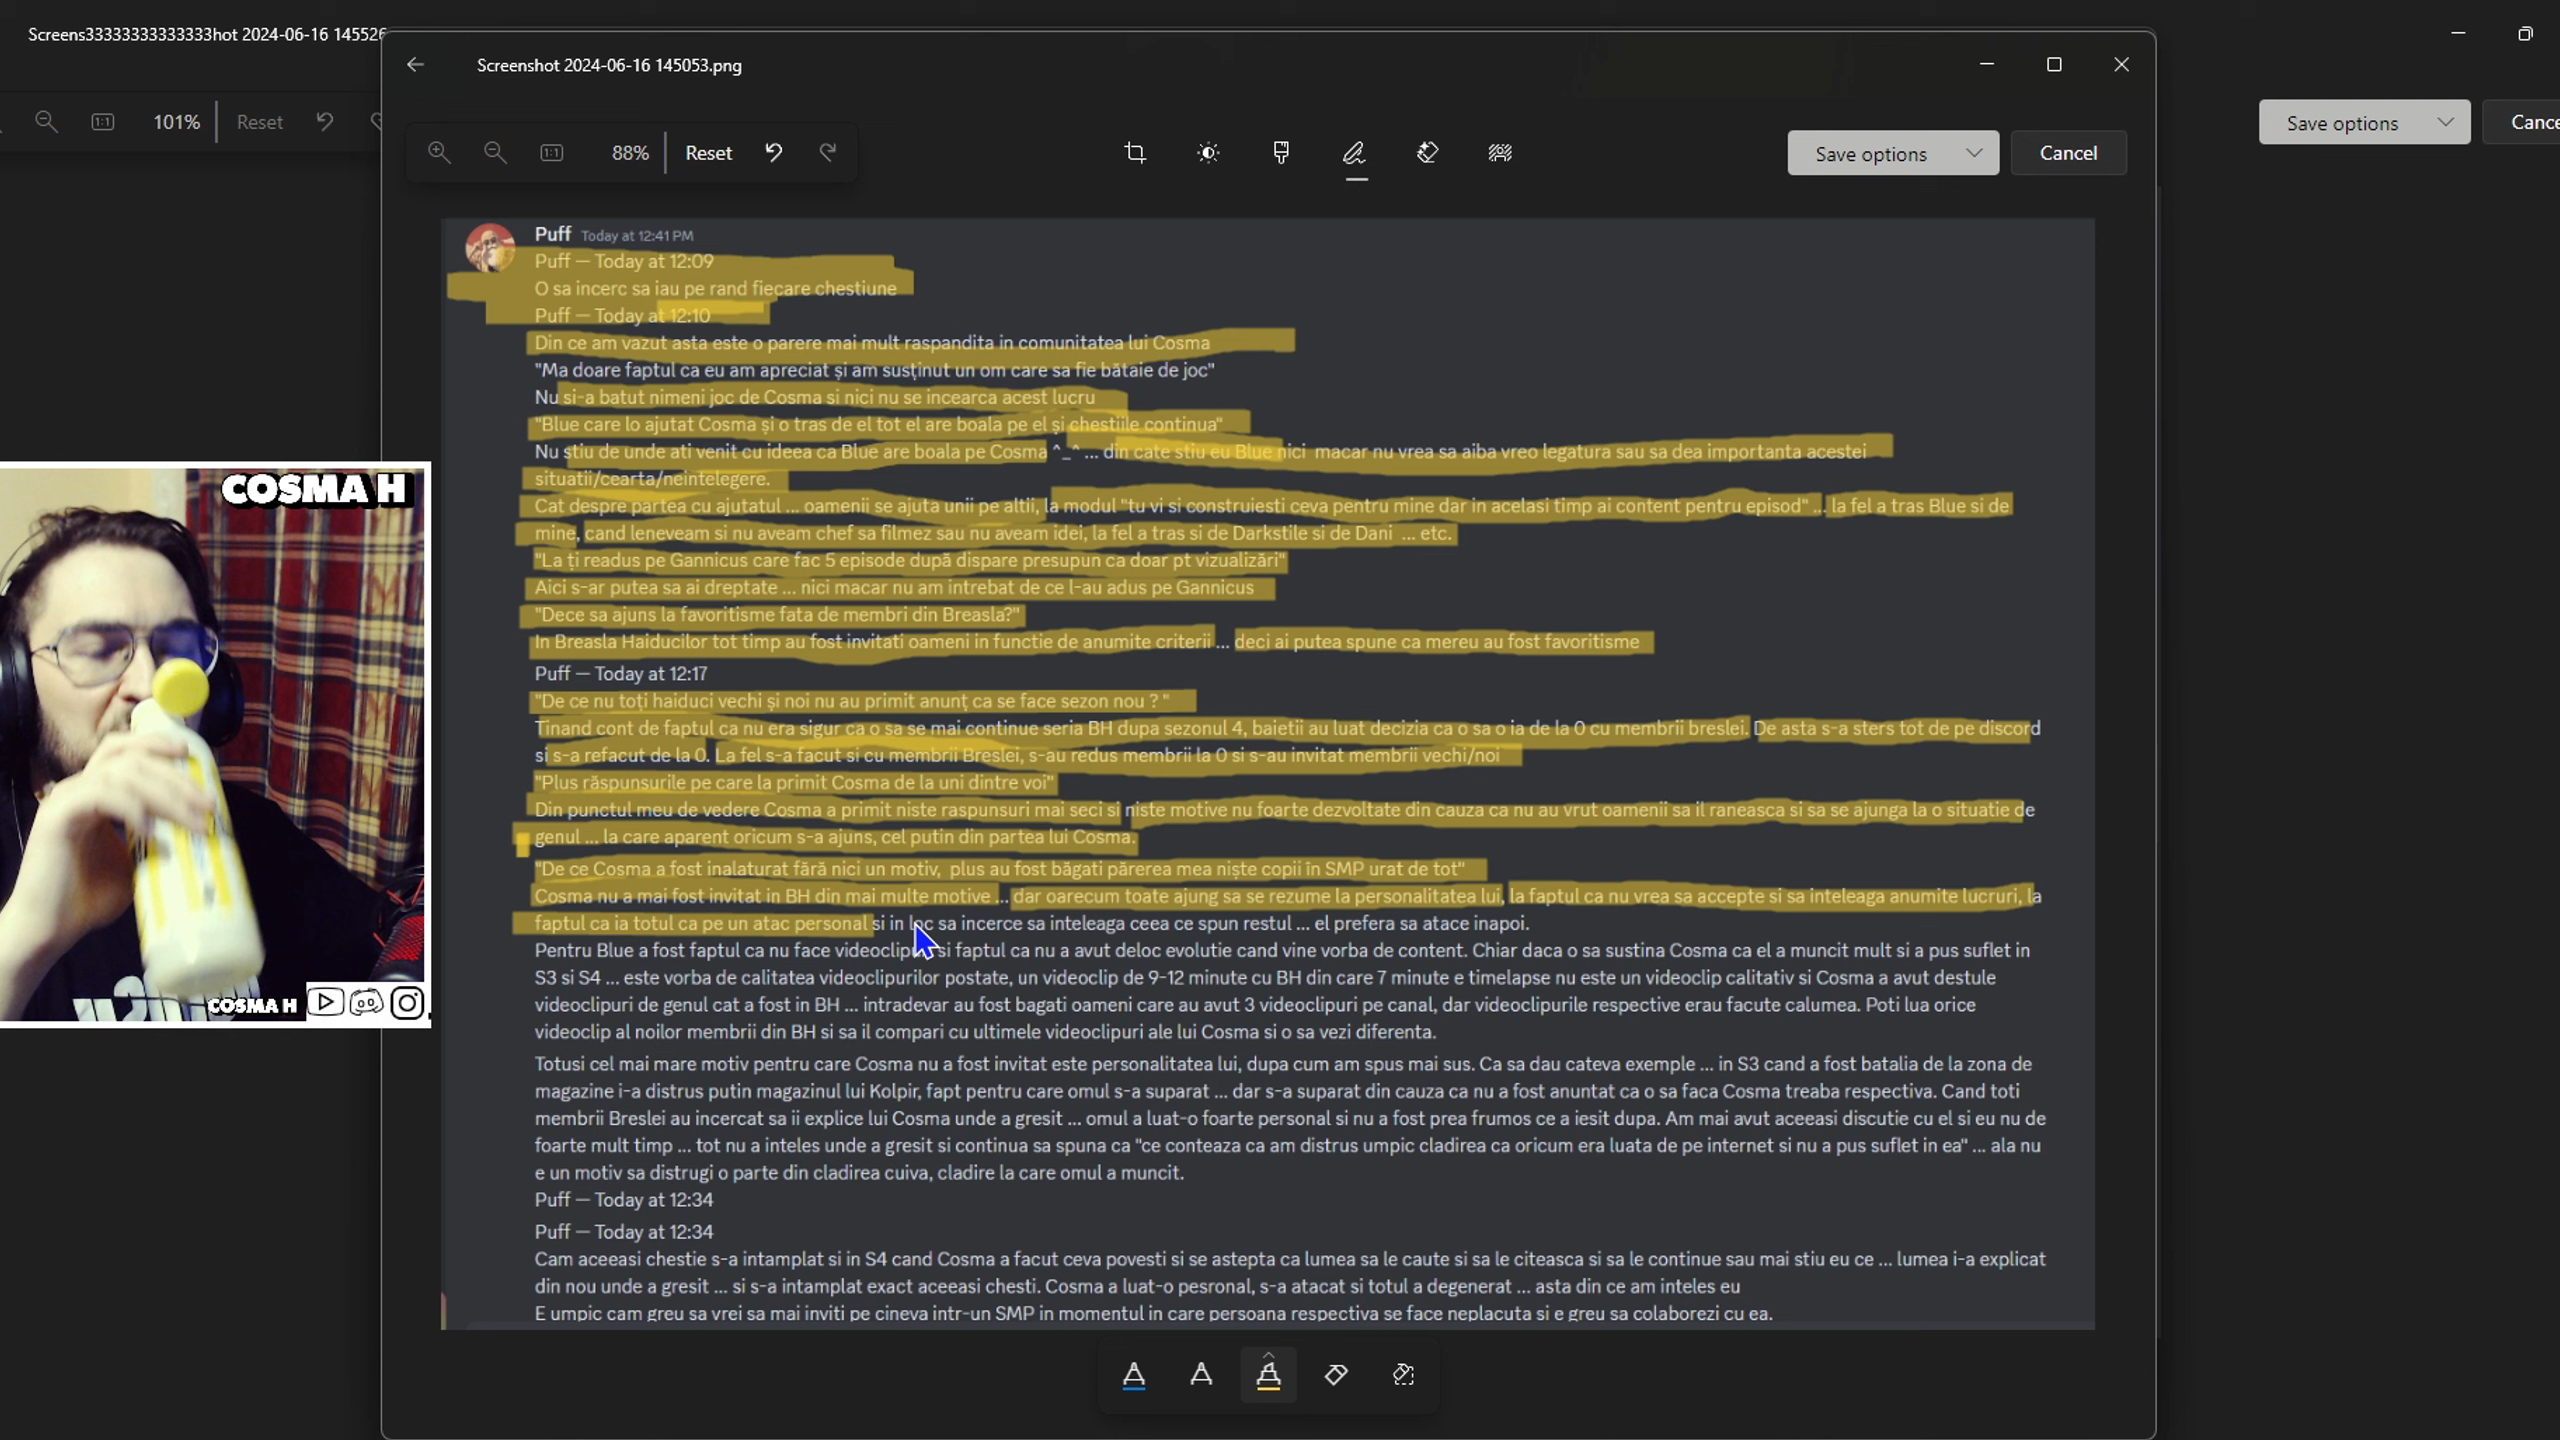 Screens33333333333333hot 2024-06-16 145526
Screenshot 2024-06-16 145053.png
101%
Reset
Save options
Cance
88%
Reset
Save options
Cancel
Puff Today at 12:41 PM
Puff — Today at 12:09
O sa incerc sa iau pe rand fiecare chestiune
Puff — Today at 12:10
Din ce am vazut asta este o parere mai mult raspandita in comunitatea lui Cosma
"Ma doare faptul ca eu am apreciat și am susținut un om care sa fie bătaie de joc"
Nu si-a batut nimeni joc de Cosma si nici nu se incearca acest lucru
"Blue care lo ajutat Cosma și o tras de el tot el are boala pe el și chestiile continua"
Nu stiu de unde ati venit cu ideea ca Blue are boala pe Cosma ^_^ ... din cate stiu eu Blue nici macar nu vrea sa aiba vreo legatura sau sa dea importanta acestei
situatii/cearta/neintelegere.
Cat despre partea cu ajutatul ... oamenii se ajuta unii pe altii, la modul "tu vi si construiesti ceva pentru mine dar in acelasi timp ai content pentru episod" ... la fel a tras Blue si de
mine, cand leneveam si nu aveam chef sa filmez sau nu aveam idei, la fel a tras si de Darkstile si de Dani ... etc.
"La ți readus pe Gannicus care fac 5 episode după dispare presupun ca doar pt vizualizări"
Aici s-ar putea sa ai dreptate ... nici macar nu am intrebat de ce l-au adus pe Gannicus
"Dece sa ajuns la favoritisme fata de membri din Breasla?"
In Breasla Haiducilor tot timp au fost invitati oameni in functie de anumite criterii ... deci ai putea spune ca mereu au fost favoritisme
Puff — Today at 12:17
"De ce nu toți haiduci vechi și noi nu au primit anunț ca se face sezon nou ? "
Tinand cont de faptul ca nu era sigur ca o sa se mai continue seria BH dupa sezonul 4, baietii au luat decizia ca o sa o ia de la 0 cu membrii breslei. De asta s-a sters tot de pe discord
si s-a refacut de la 0. La fel s-a facut si cu membrii Breslei, s-au redus membrii la 0 si s-au invitat membrii vechi/noi
"Plus răspunsurile pe care la primit Cosma de la uni dintre voi"
Din punctul meu de vedere Cosma a primit niste raspunsuri mai seci si niste motive nu foarte dezvoltate din cauza ca nu au vrut oamenii sa il raneasca si sa se ajunga la o situatie de
genul ... la care aparent oricum s-a ajuns, cel putin din partea lui Cosma.
"De ce Cosma a fost inalaturat fără nici un motiv, plus au fost băgati părerea mea niște copii în SMP urat de tot"
Cosma nu a mai fost invitat in BH din mai multe motive ... dar oarecum toate ajung sa se rezume la personalitatea lui, la faptul ca nu vrea sa accepte si sa inteleaga anumite lucruri, la
faptul ca ia totul ca pe un atac personal si in loc sa incerce sa inteleaga ceea ce spun restul ... el prefera sa atace inapoi.
Pentru Blue a fost faptul ca nu face videoclipuri si faptul ca nu a avut deloc evolutie cand vine vorba de content. Chiar daca o sa sustina Cosma ca el a muncit mult si a pus suflet in
S3 si S4 ... este vorba de calitatea videoclipurilor postate, un videoclip de 9-12 minute cu BH din care 7 minute e timelapse nu este un videoclip calitativ si Cosma a avut destule
videoclipuri de genul cat a fost in BH ... intradevar au fost bagati oameni care au avut 3 videoclipuri pe canal, dar videoclipurile respective erau facute calumea. Poti lua orice
videoclip al noilor membrii din BH si sa il compari cu ultimele videoclipuri ale lui Cosma si o sa vezi diferenta.
Totusi cel mai mare motiv pentru care Cosma nu a fost invitat este personalitatea lui, dupa cum am spus mai sus. Ca sa dau cateva exemple ... in S3 cand a fost batalia de la zona de
magazine i-a distrus putin magazinul lui Kolpir, fapt pentru care omul s-a suparat ... dar s-a suparat din cauza ca nu a fost anuntat ca o sa faca Cosma treaba respectiva. Cand toti
membrii Breslei au incercat sa ii explice lui Cosma unde a gresit ... omul a luat-o foarte personal si nu a fost prea frumos ce a iesit dupa. Am mai avut aceeasi discutie cu el si eu nu de
foarte mult timp ... tot nu a inteles unde a gresit si continua sa spuna ca "ce conteaza ca am distrus umpic cladirea ca oricum era luata de pe internet si nu a pus suflet in ea" ... ala nu
e un motiv sa distrugi o parte din cladirea cuiva, cladire la care omul a muncit.
Puff — Today at 12:34
Puff — Today at 12:34
Cam aceeasi chestie s-a intamplat si in S4 cand Cosma a facut ceva povesti si se astepta ca lumea sa le caute si sa le citeasca si sa le continue sau mai stiu eu ce ... lumea i-a explicat
din nou unde a gresit ... si s-a intamplat exact aceeasi chesti. Cosma a luat-o pesronal, s-a atacat si totul a degenerat ... asta din ce am inteles eu
E umpic cam greu sa vrei sa mai inviti pe cineva intr-un SMP in momentul in care persoana respectiva se face neplacuta si e greu sa colaborezi cu ea.
COSMA H
COSMA H